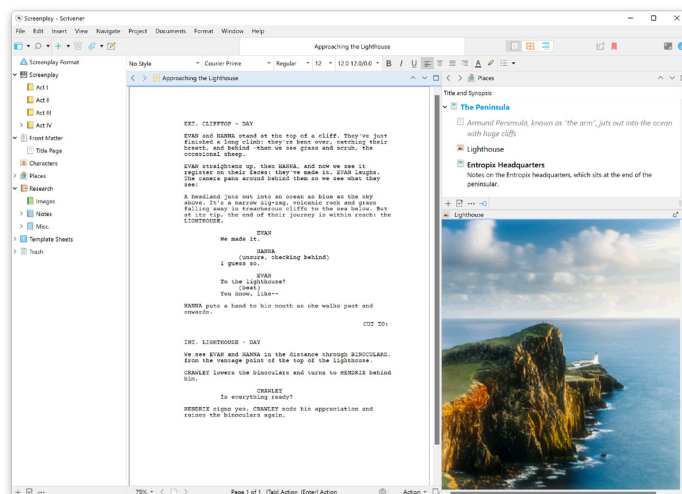 Screenplay - Scrivener
File Edit Insert View Navigate Project Documents Format Window Help
Approaching the Lighthouse
No Style Courier Prime Regular 12 12.0 12.0/0.0 B I U A
Screenplay Format
Screenplay
Act I
Act II
Act III
Act IV
Front Matter
Title Page
Characters
Places
Research
Images
Notes
Misc.
Template Sheets
Trash
Approaching the Lighthouse
EXT. CLIFFTOP - DAY
EVAN and HANNA stand at the top of a cliff. They've just
finished a long climb: they're bent over, catching their
breath, and behind -them we see grass and scrub, the
occasional sheep.
EVAN straightens up, then HANNA, and now we see it
register on their faces: they've made it. EVAN laughs.
The camera pans around behind them so we see what they
see:
A headland juts out into an ocean as blue as the sky
above. It's a narrow zig-zag, volcanic rock and grass
falling away in treacherous cliffs to the sea below. But
at its tip, the end of their journey is within reach: the
LIGHTHOUSE.
EVAN
We made it.
HANNA
(unsure, checking behind)
I guess so.
EVAN
To the lighthouse?
(beat)
You know, like--
HANNA puts a hand to his mouth as she walks past and
onwards.
CUT TO:
INT. LIGHTHOUSE - DAY
We see EVAN and HANNA in the distance through BINOCULARS,
from the vantage point of the top of the lighthouse.
CRAWLEY lowers the binoculars and turns to HENDRIX behind
him.
CRAWLEY
Is everything ready?
HENDRIX signs yes. CRAWLEY nods his appreciation and
raises the binoculars again.
75% Page 1 of 1 [Tab] Action, [Enter] Action Action
Places
Title and Synopsis
The Peninsula
Armund Peninsula, known as "the arm", juts out into the ocean
with huge cliffs
Lighthouse
Entropix Headquarters
Notes on the Entropix headquarters, which sits at the end of the
peninsular.
Lighthouse